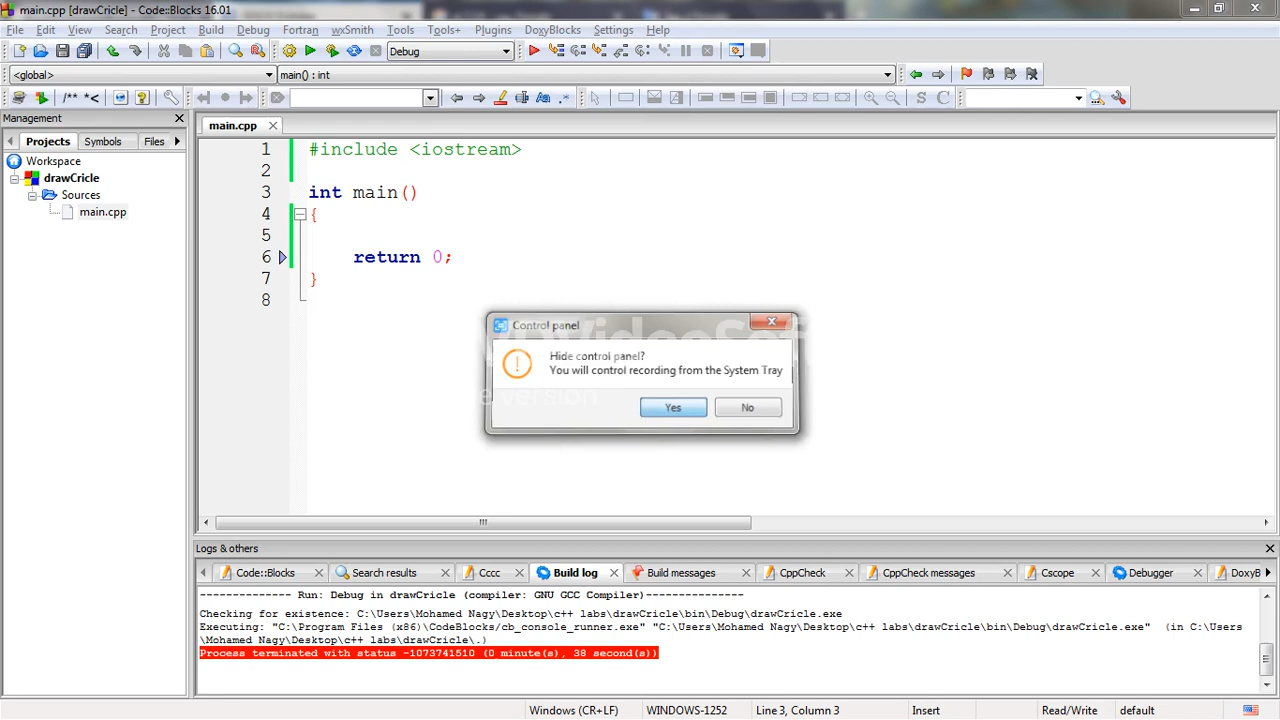 main.cpp [drawCricle] - Code::Blocks 16.01
File Edit View Search Project Build Debug Fortran wxSmith Tools Tools+ Plugins DoxyBlocks Settings Help
Debug
<global> main() : int
/** *<
S C
Management
main.cpp
Projects Symbols Files
Workspace
drawCricle
Sources
main.cpp
1 #include <iostream>
2
3 int main()
4 {
5
6 return 0;
7 }
8
Control panel
Hide control panel?
You will control recording from the System Tray
Yes No
version
Logs & others
Code::Blocks Search results Cccc Build log Build messages CppCheck CppCheck messages Cscope Debugger DoxyB
-------------- Run: Debug in drawCricle (compiler: GNU GCC Compiler)---------------
Checking for existence: C:\Users\Mohamed Nagy\Desktop\c++ labs\drawCricle\bin\Debug\drawCricle.exe
Executing: "C:\Program Files (x86)\CodeBlocks/cb_console_runner.exe" "C:\Users\Mohamed Nagy\Desktop\c++ labs\drawCricle\bin\Debug\drawCricle.exe"  (in C:\Users
\Mohamed Nagy\Desktop\c++ labs\drawCricle\.)
Process terminated with status -1073741510 (0 minute(s), 38 second(s))
Windows (CR+LF) WINDOWS-1252 Line 3, Column 3 Insert Read/Write default